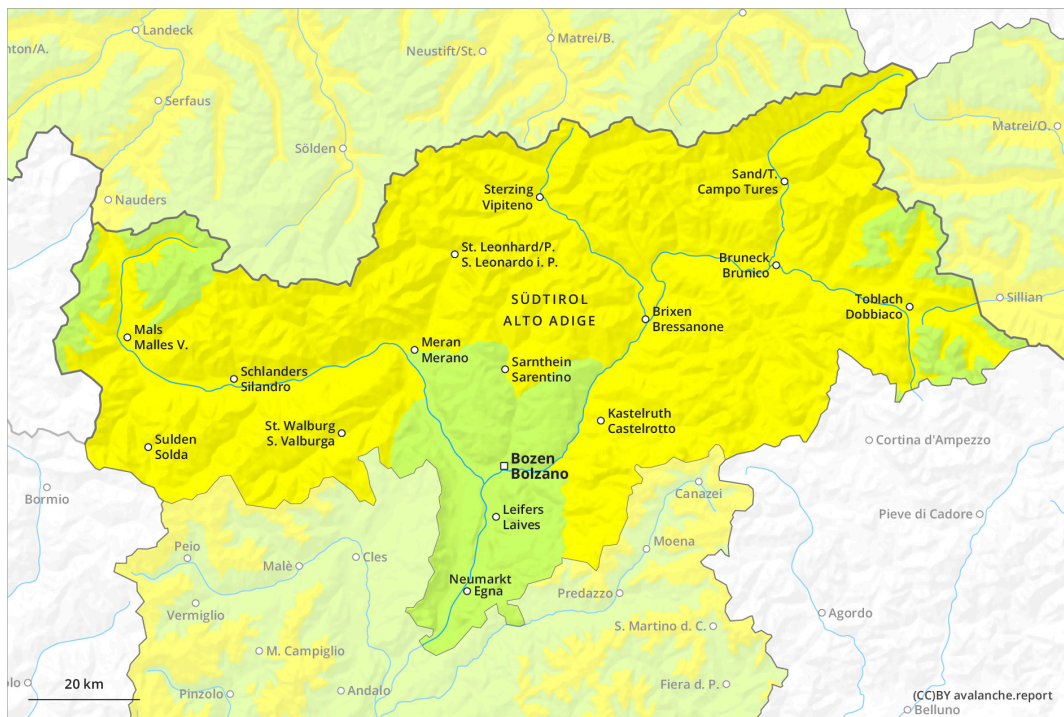 Landeck
nton/A.
Neustift/St.
Matrei/B.
Serfaus
Matrei/O.
Sölden
Nauders
Sterzing
Vipiteno
Sand/T.
Campo Tures
St. Leonhard/P.
S. Leonardo i. P.
Bruneck
Brunico
SÜDTIROL
ALTO ADIGE
Toblach
Dobbiaco
Sillian
Brixen
Bressanone
Mals
Malles V.
Meran
Merano
Sarnthein
Sarentino
Schlanders
Silandro
St. Walburg
S. Valburga
Kastelruth
Castelrotto
Sulden
Solda
Cortina d'Ampezzo
Bozen
Bolzano
Bormio
Canazei
Leifers
Laives
Pieve di Cadore
Peio
Malè
Cles
Moena
Neumarkt
Egna
Predazzo
Vermiglio
Agordo
S. Martino d. C.
M. Campiglio
20 km
olo
Pinzolo
Andalo
Fiera d. P.
(CC)BY avalanche.report
Belluno